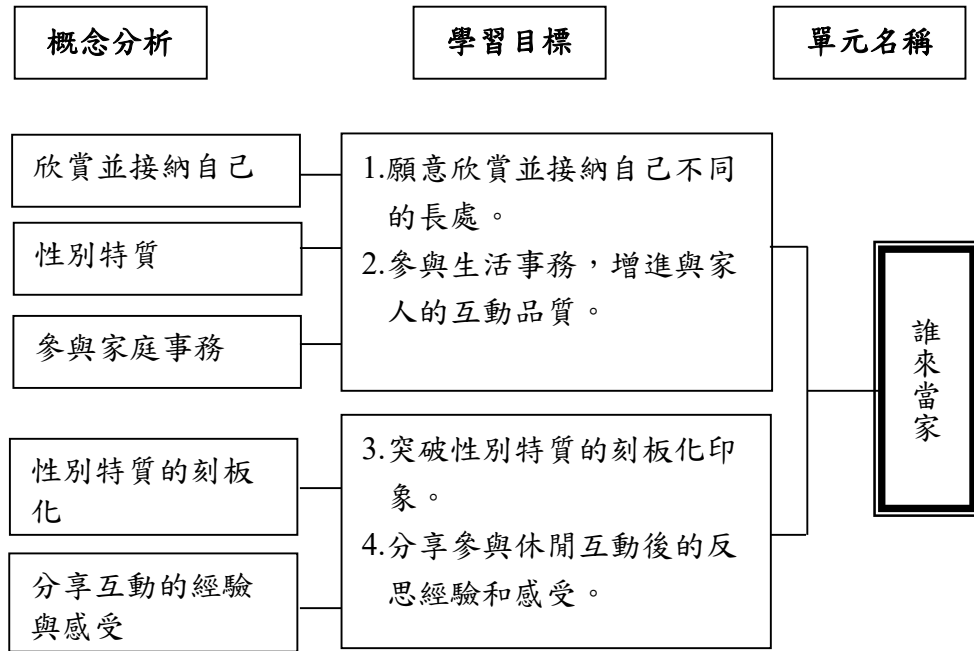 概念分析
學習目標
單元名稱
欣賞並接納自己
性別特質
參與家庭事務
1.願意欣賞並接納自己不同
的長處。
2.參與生活事務，增進與家
人的互動品質。
性別特質的刻板
化
分享互動的經驗
與感受
3.突破性別特質的刻板化印
象。
4.分享參與休閒互動後的反
思經驗和感受。
誰來當家